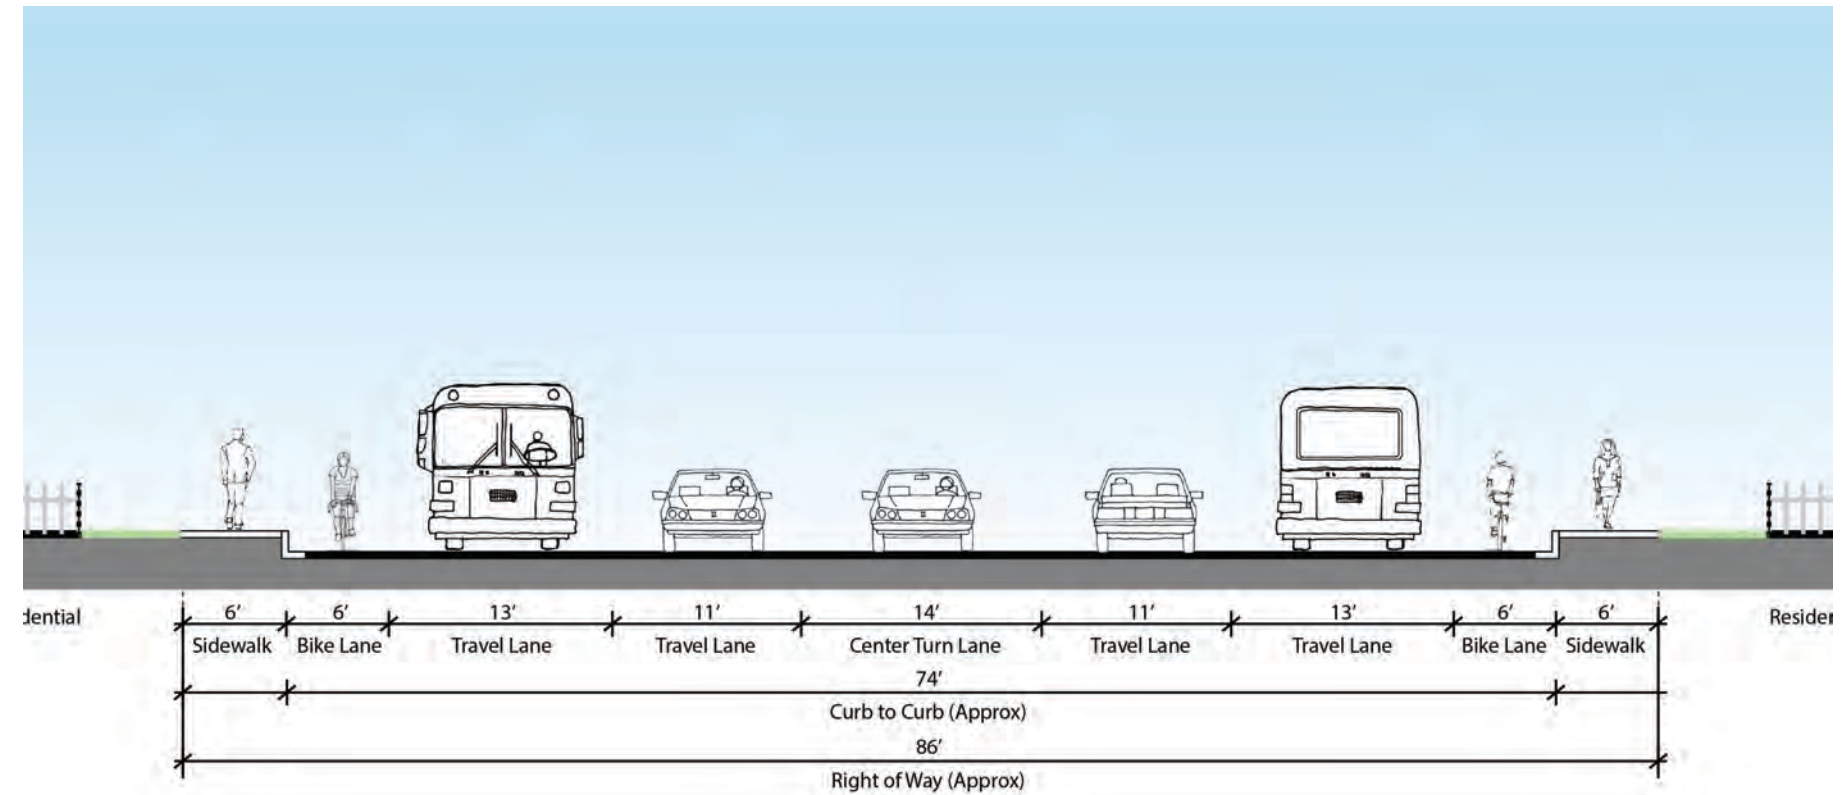 dential
6′ 6′ 13′ 11′ 14′ 11′ 13′ 6′ 6′
Residen
Sidewalk Bike Lane Travel Lane Travel Lane Center Turn Lane Travel Lane Travel Lane Bike Lane Sidewalk
74′
Curb to Curb (Approx)
86′
Right of Way (Approx)